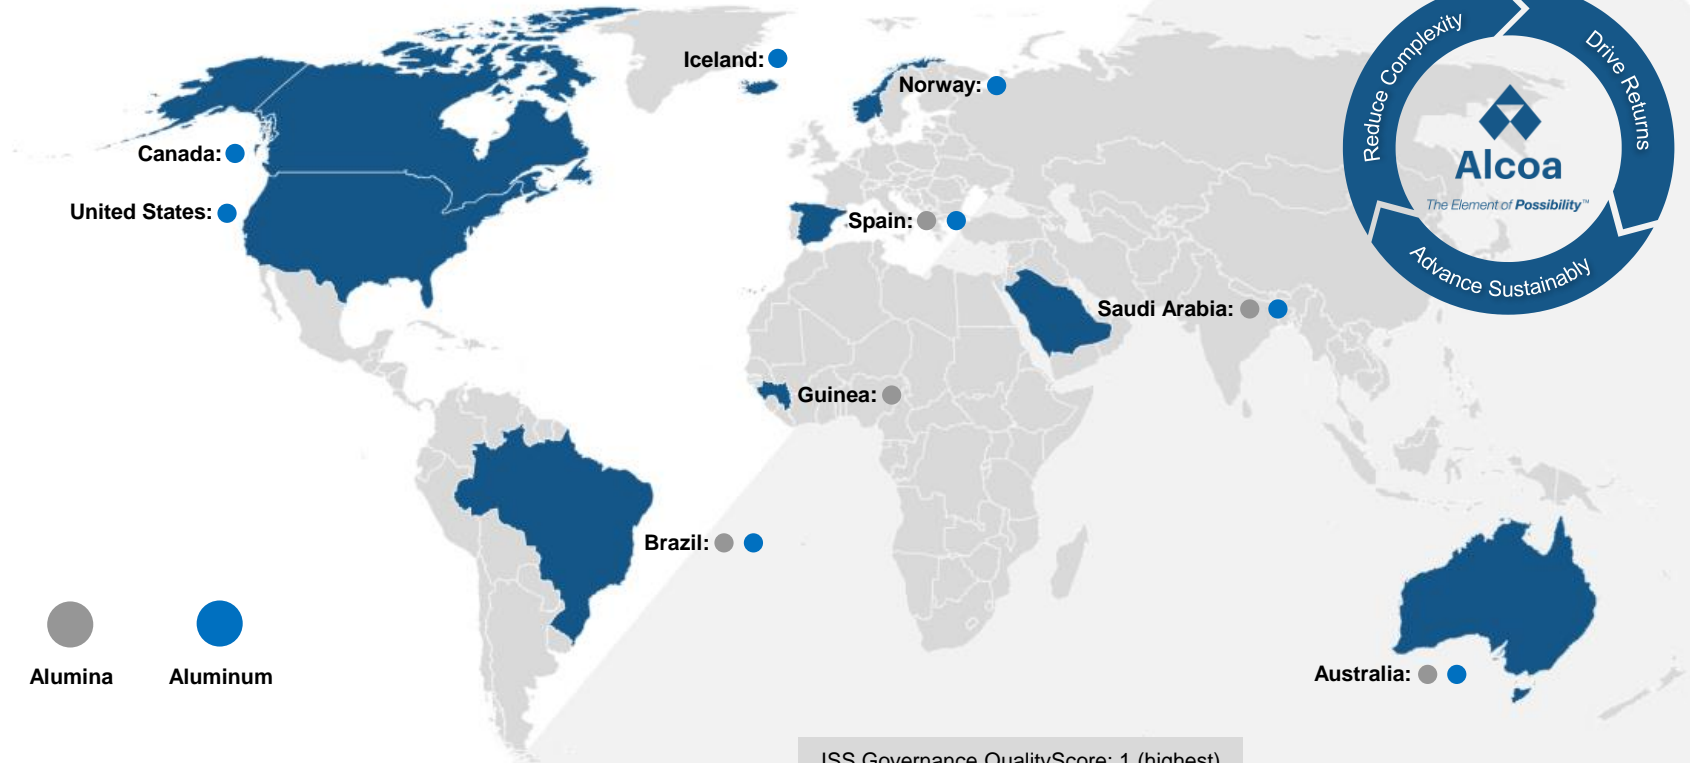 Iceland:
Norway:
Canada:
United States:
Spain:
Saudi Arabia:
Guinea:
Brazil:
Australia:
Alumina
Aluminum
Reduce Complexity
Drive Returns
Advance Sustainably
Alcoa
The Element of Possibility™
ISS Governance QualityScore: 1 (highest)